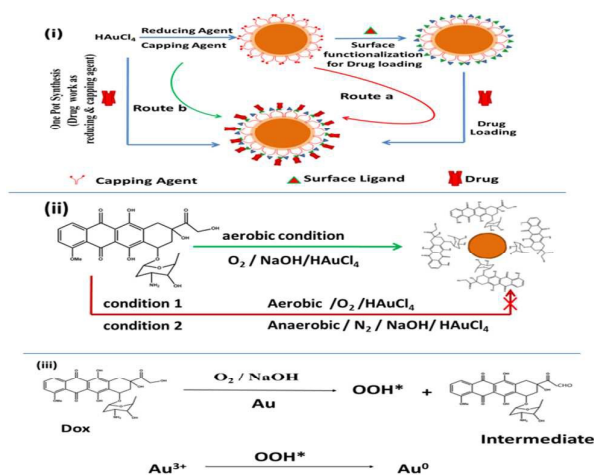 (i)
HAuCl4
Reducing Agent
Capping Agent
Surface
functionalization
for Drug loading
One Pot Synthesis
(Drug work as
reducing & capping agent)
Route b
Route a
Drug
Loading
Capping Agent
Surface Ligand
Drug
(ii)
aerobic condition
O2 / NaOH/HAuCl4
condition 1
Aerobic /O2 /HAuCl4
condition 2
Anaerobic / N2 / NaOH/ HAuCl4
(iii)
O2 / NaOH
Au
OOH* +
Dox
Intermediate
Au3+
OOH*
Au0